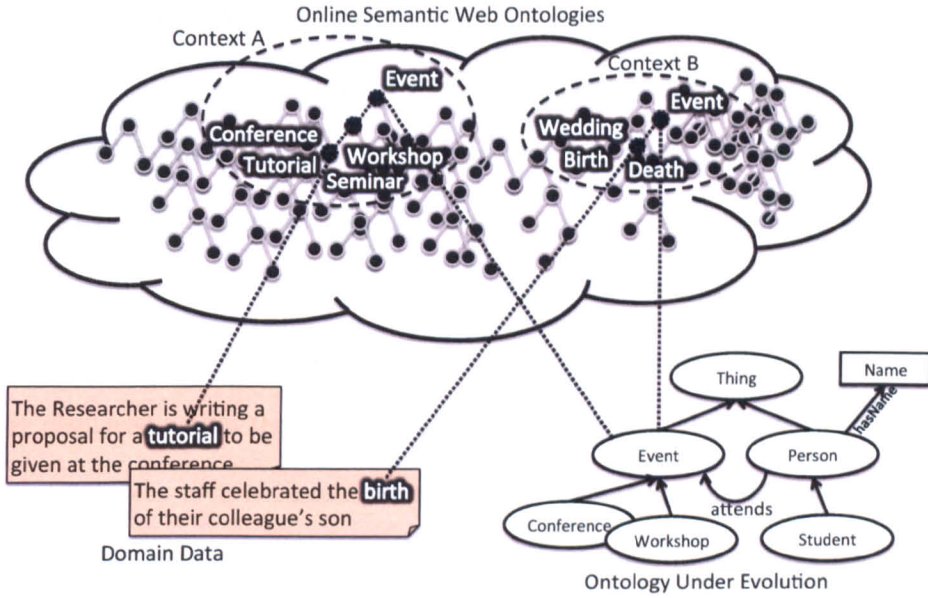 Online Semantic Web Ontologies
Context A
Context B
Event
Conference
Tutorial
Workshop
Seminar
Event
Wedding
Birth
Death
The Researcher is writing a
proposal for a tutorial to be
given at the conference
The staff celebrated the birth
of their colleague's son
Domain Data
Thing
Name
hasName
Event
Person
attends
Conference
Workshop
Student
Ontology Under Evolution